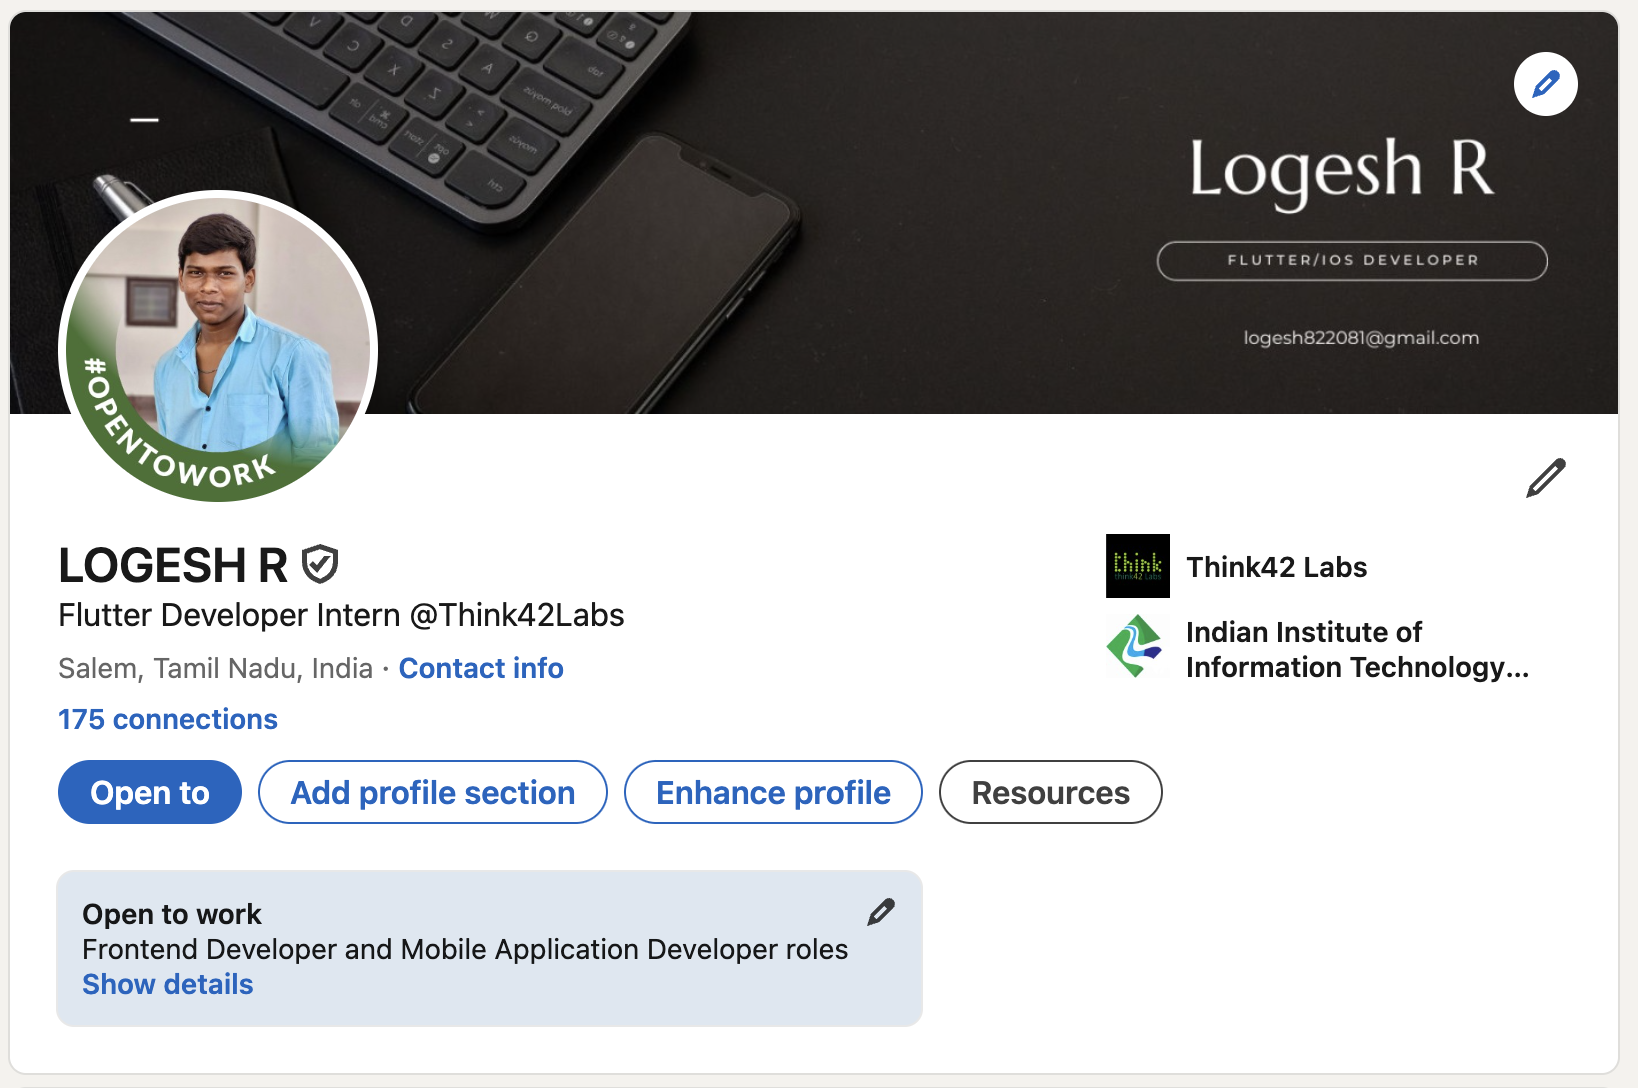 Logesh R
FLUTTER/IOS DEVELOPER
logesh822081@gmail.com
#OPENTOWORK
LOGESH R
Flutter Developer Intern @Think42Labs
Salem, Tamil Nadu, India · Contact info
175 connections
think
think42 Labs
Think42 Labs
Indian Institute of
Information Technology...
Open to
Add profile section
Enhance profile
Resources
Open to work
Frontend Developer and Mobile Application Developer roles
Show details